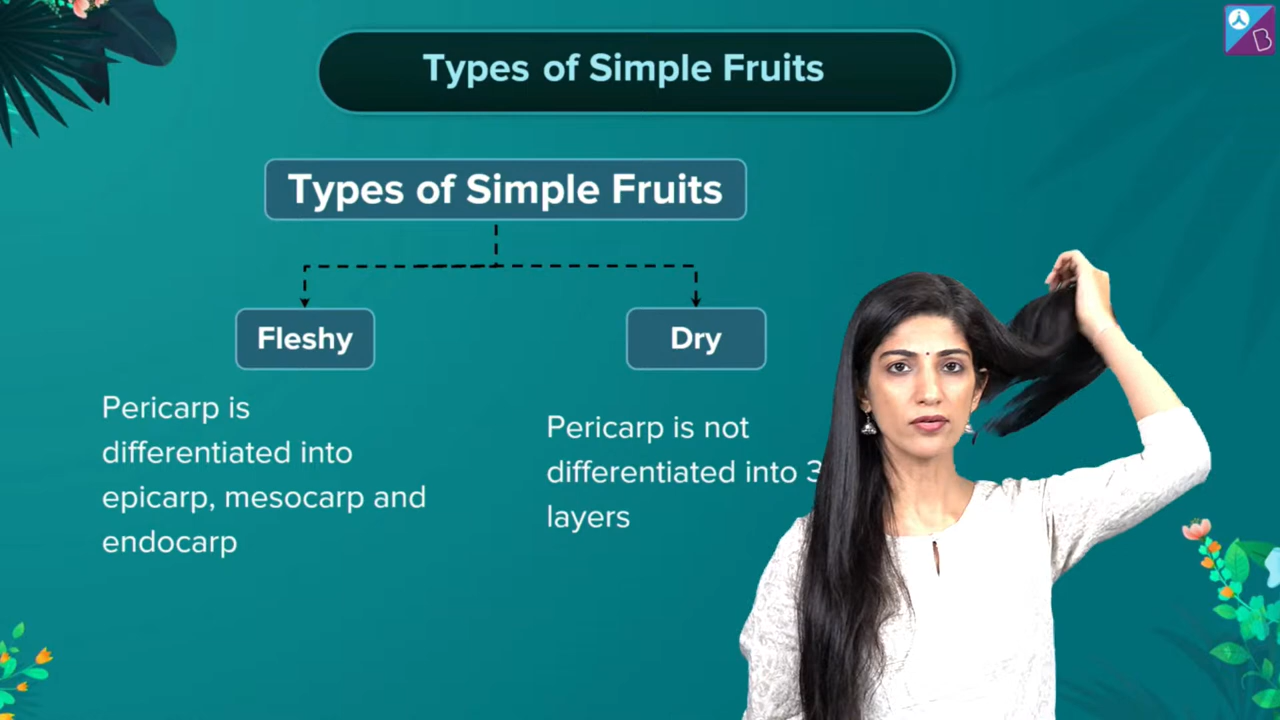 Types of Simple Fruits
Types of Simple Fruits
Fleshy
Dry
Pericarp is
differentiated into
epicarp, mesocarp and
endocarp
Pericarp is not
differentiated into 3
layers